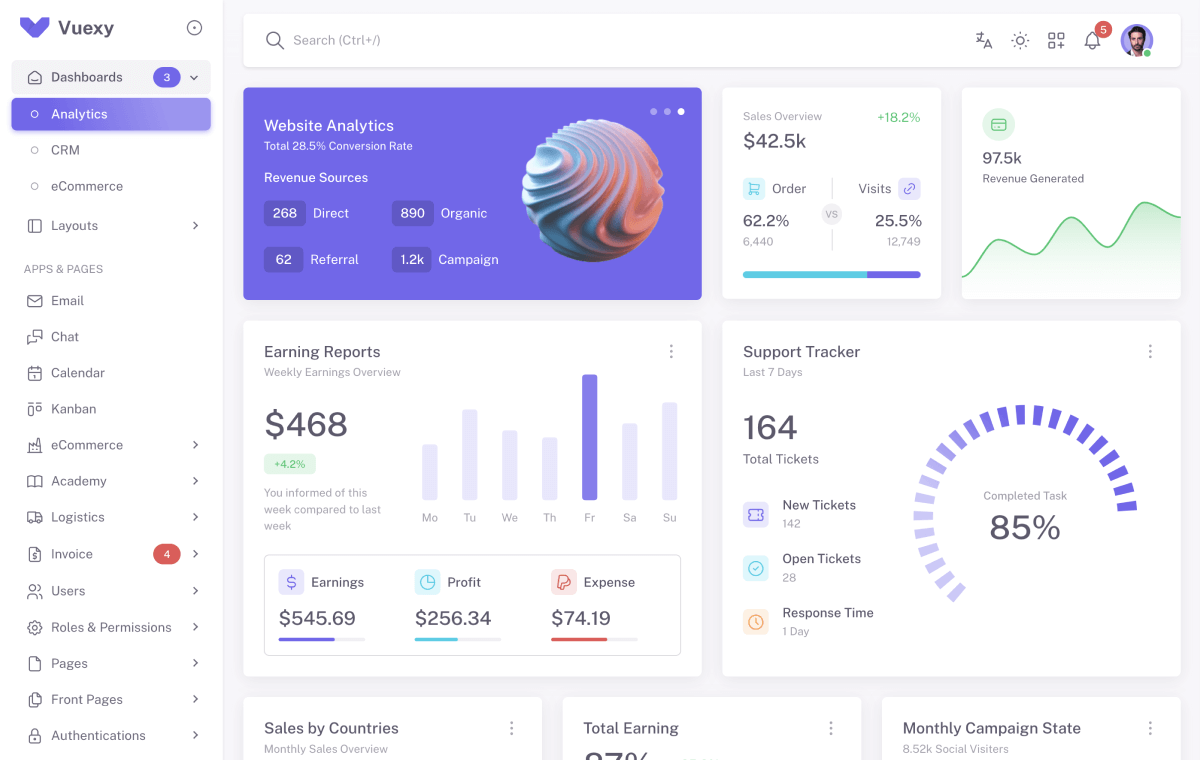 Vuexy
Dashboards 3
Analytics
CRM
eCommerce
Layouts
APPS & PAGES
Email
Chat
Calendar
Kanban
eCommerce
Academy
Logistics
Invoice 4
Users
Roles & Permissions
Pages
Front Pages
Authentications
Search (Ctrl+/)
5
Website Analytics
Total 28.5% Conversion Rate
Revenue Sources
268 Direct 890 Organic
62 Referral 1.2k Campaign
Sales Overview +18.2%
$42.5k
Order Visits
VS
62.2% 25.5%
6,440 12,749
97.5k
Revenue Generated
Earning Reports
Weekly Earnings Overview
$468
+4.2%
You informed of this
week compared to last
week
Mo Tu We Th Fr Sa Su
$ Earnings Profit Expense
$545.69 $256.34 $74.19
Support Tracker
Last 7 Days
164
Total Tickets
New Tickets
142
Open Tickets
28
Response Time
1 Day
Completed Task
85%
Sales by Countries
Monthly Sales Overview
Total Earning
87%
Monthly Campaign State
8.52k Social Visiters